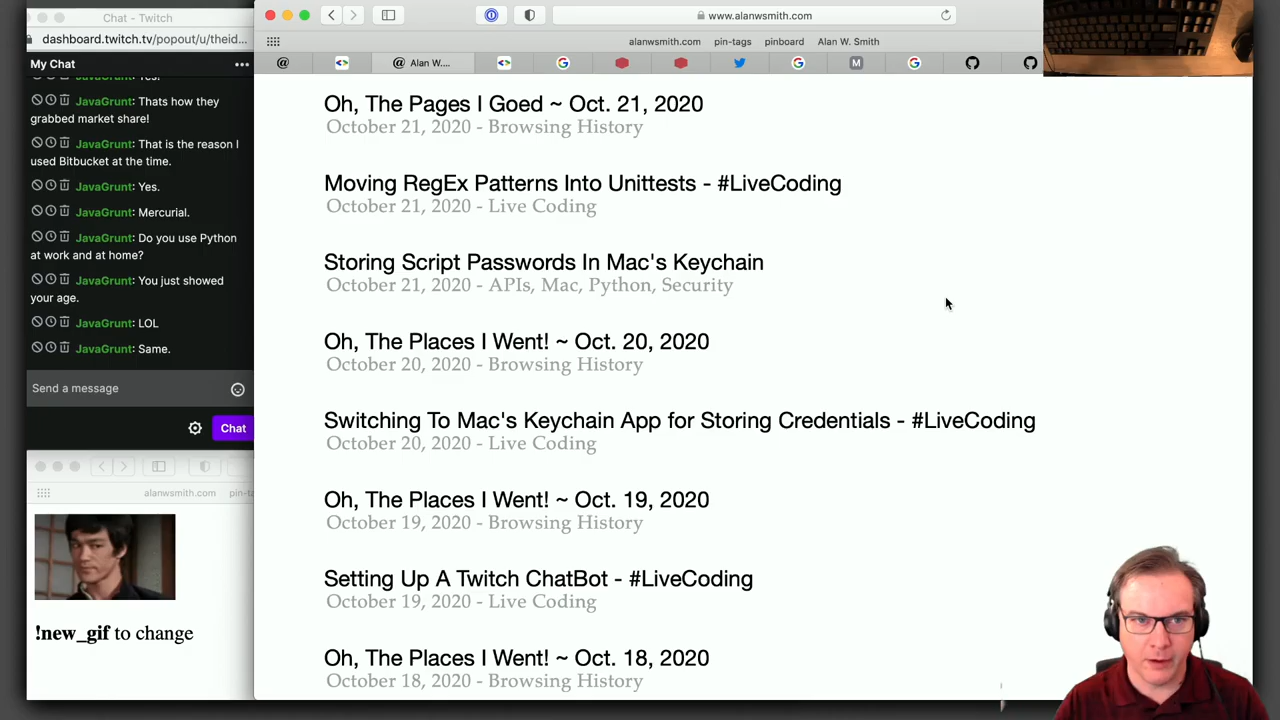 Chat - Twitch
dashboard.twitch.tv/popout/u/theid...
My Chat
JavaGrunt: Yes!
JavaGrunt: Thats how they
grabbed market share!
JavaGrunt: That is the reason I
used Bitbucket at the time.
JavaGrunt: Yes.
JavaGrunt: Mercurial.
JavaGrunt: Do you use Python
at work and at home?
JavaGrunt: You just showed
your age.
JavaGrunt: LOL
JavaGrunt: Same.
Send a message
Chat
alanwsmith.com pin-ta
!new_gif to change
www.alanwsmith.com
alanwsmith.com pin-tags pinboard Alan W. Smith
@ @ Alan W.... G G M G
Oh, The Pages I Goed ~ Oct. 21, 2020
October 21, 2020 - Browsing History
Moving RegEx Patterns Into Unittests - #LiveCoding
October 21, 2020 - Live Coding
Storing Script Passwords In Mac's Keychain
October 21, 2020 - APIs, Mac, Python, Security
Oh, The Places I Went! ~ Oct. 20, 2020
October 20, 2020 - Browsing History
Switching To Mac's Keychain App for Storing Credentials - #LiveCoding
October 20, 2020 - Live Coding
Oh, The Places I Went! ~ Oct. 19, 2020
October 19, 2020 - Browsing History
Setting Up A Twitch ChatBot - #LiveCoding
October 19, 2020 - Live Coding
Oh, The Places I Went! ~ Oct. 18, 2020
October 18, 2020 - Browsing History